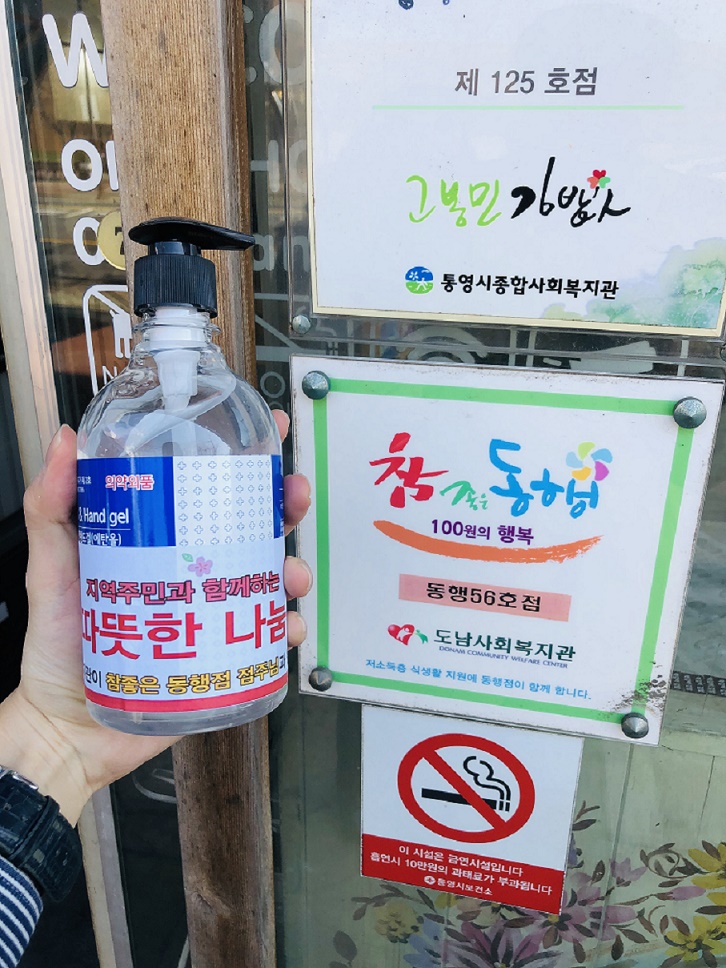 제 125 호점
고봉민 김밥人
통영시종합사회복지관
참 좋은 동행
100원의 행복
동행56호점
도남사회복지관
DONAM COMMUNITY WELFARE CENTER
저소득층 식생활 지원에 동행점이 함께 합니다.
이 시설은 금연시설입니다
흡연시 10만원의 과태료가 부과됩니다
통영시보건소
의약외품
& Hand gel
지역주민과 함께하는
따뜻한 나눔
참좋은 동행점 점주님과